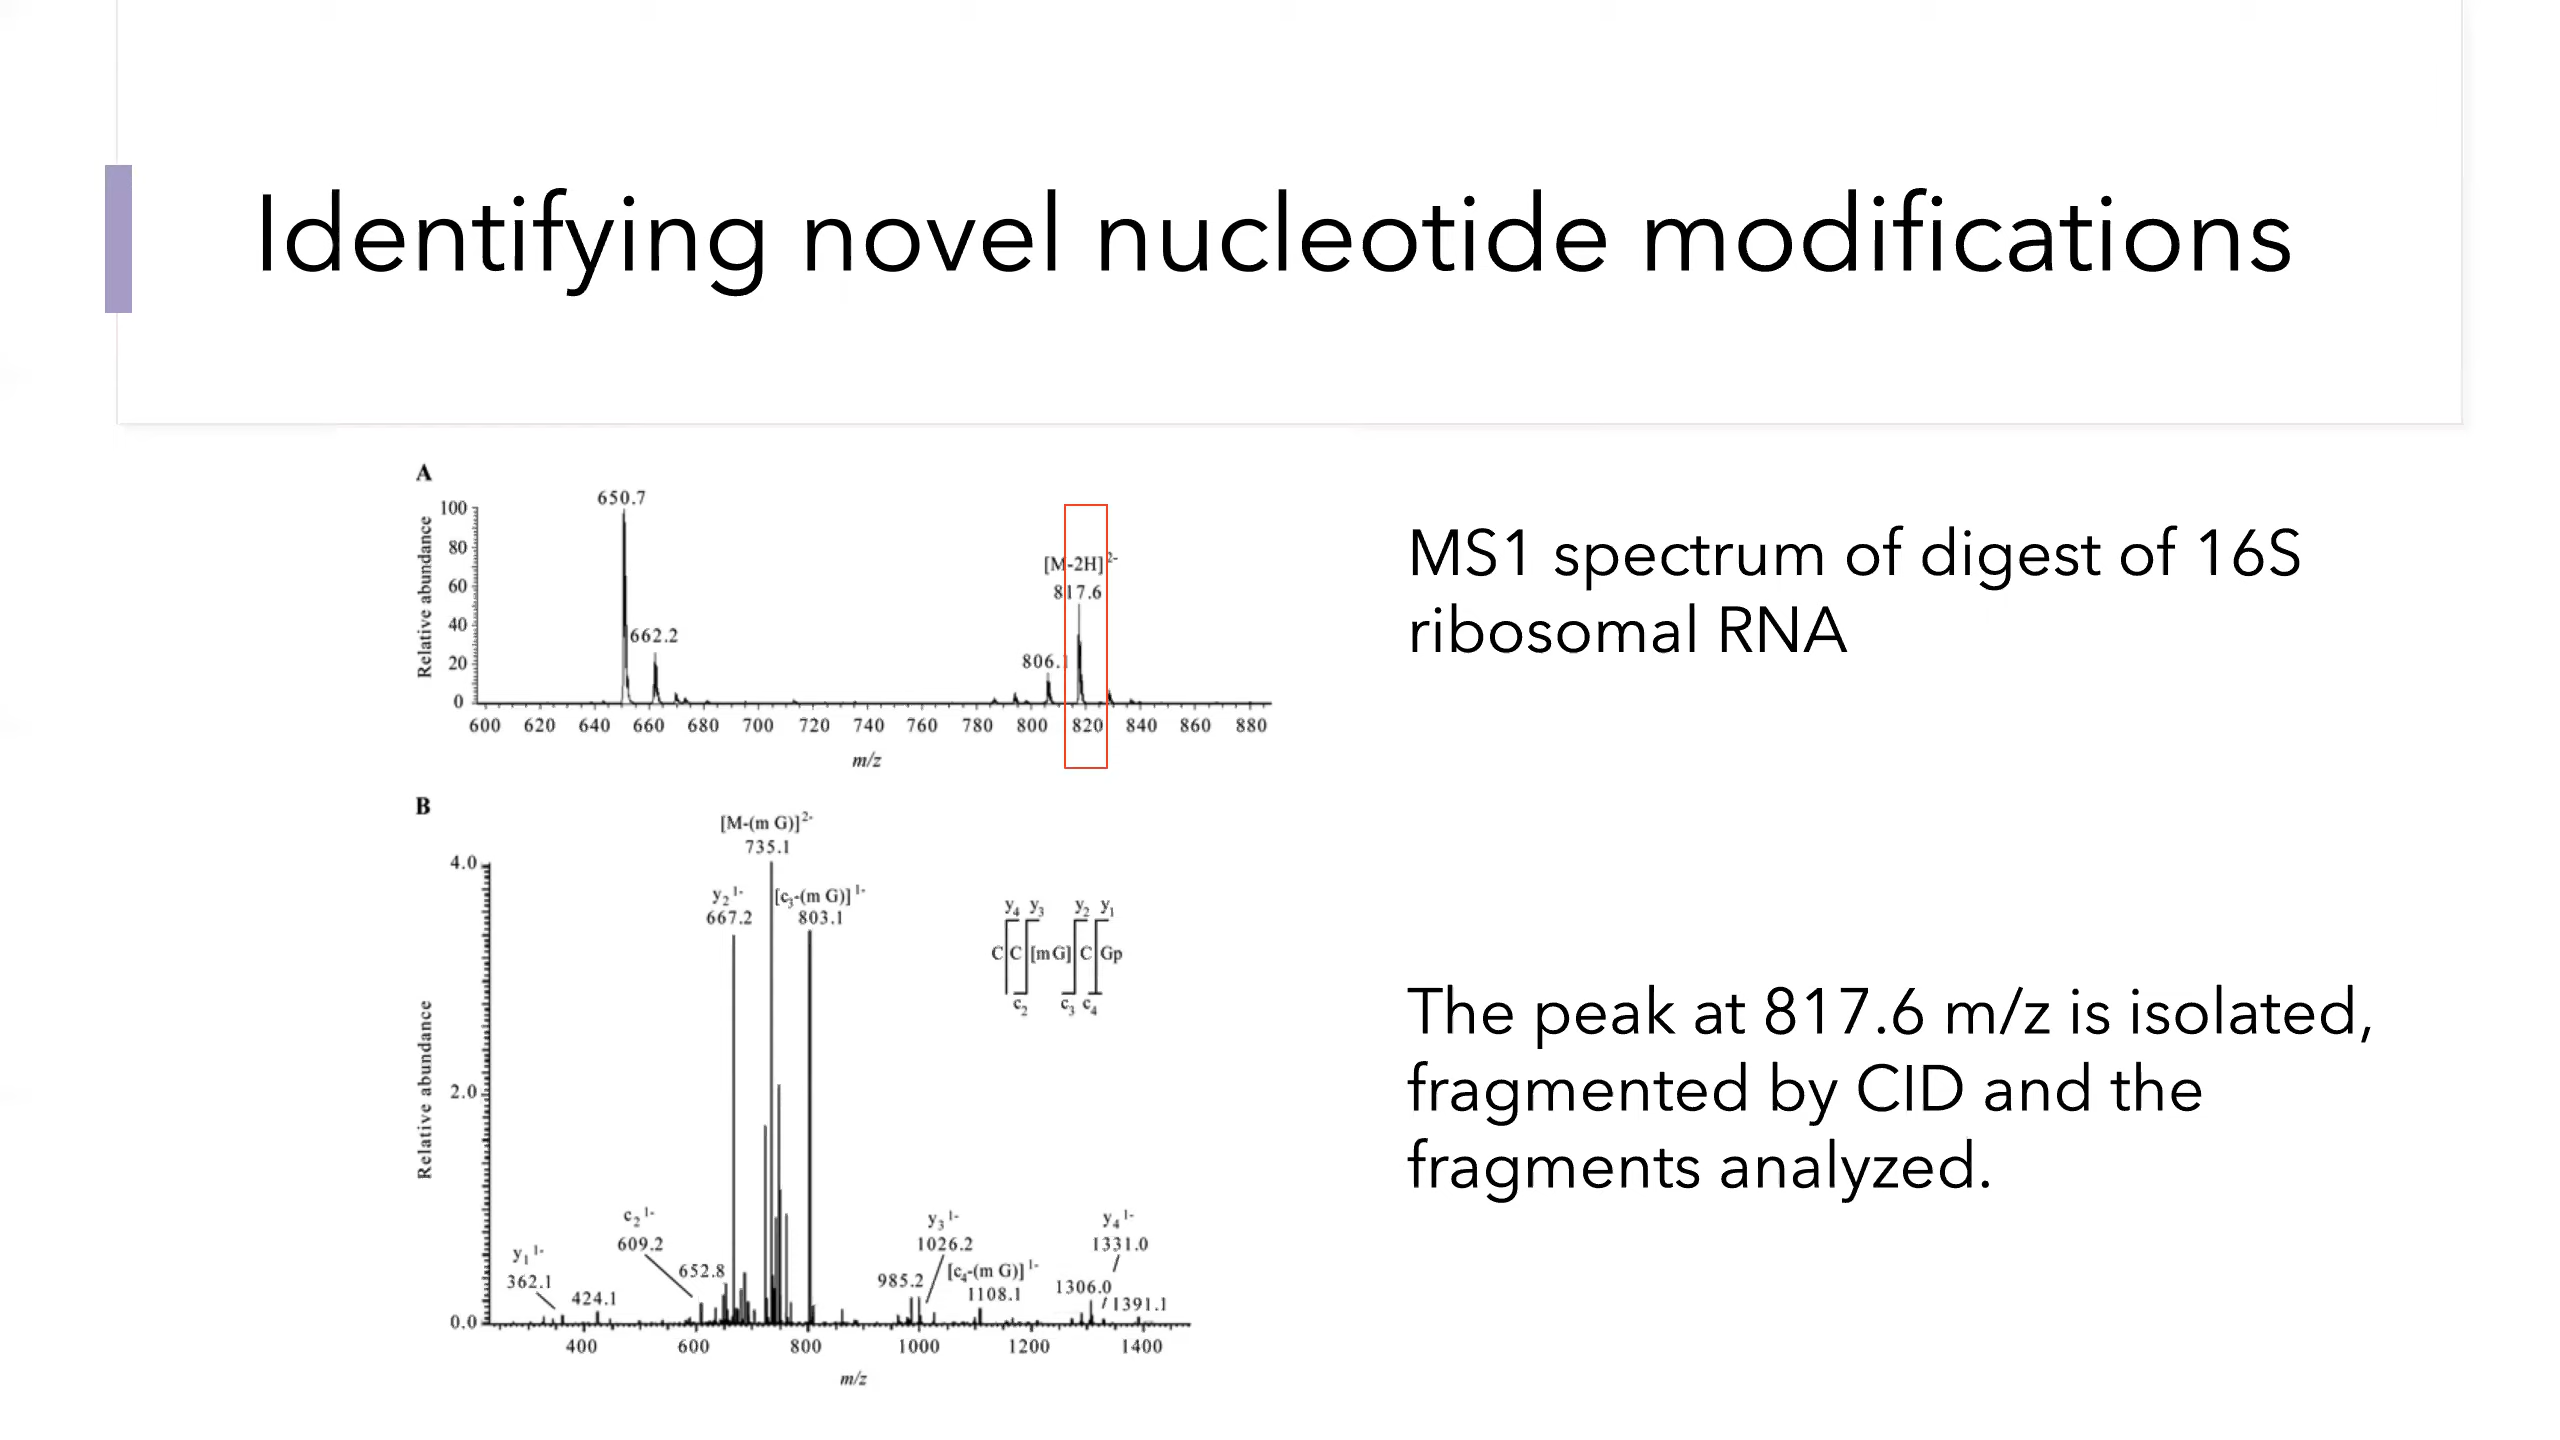 Identifying novel nucleotide modifications
A
650.7
100
80
60
40
20
0
Relative abundance
662.2
[M-2H]2-
817.6
806.
600 620 640 660 680 700 720 740 760 780 800 820 840 860 880
m/z
MS1 spectrum of digest of 16S
ribosomal RNA
B
[M-(m G)]2-
735.1
4.0
2.0
0.0
Relative abundance
y2 1-
667.2
[c3-(m G)] 1-
803.1
y4 y3 y2 y1
C C [mG] C Gp
c2 c3 c4
y1 1-
362.1
424.1
c2 1-
609.2
652.8
985.2
y3 1-
1026.2
[c4-(m G)] 1-
1108.1
y4 1-
1331.0
1306.0
1391.1
400 600 800 1000 1200 1400
m/z
The peak at 817.6 m/z is isolated,
fragmented by CID and the
fragments analyzed.